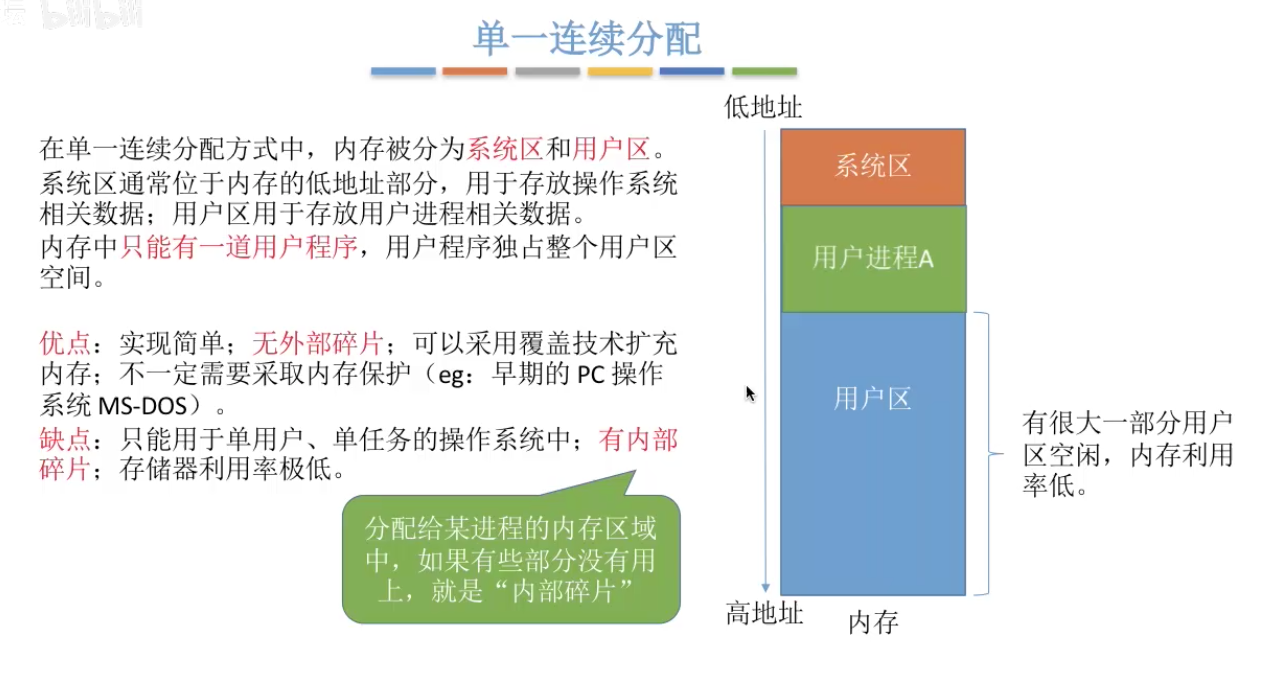 bilibili
单一连续分配
在单一连续分配方式中，内存被分为系统区和用户区。
系统区通常位于内存的低地址部分，用于存放操作系统
相关数据；用户区用于存放用户进程相关数据。
内存中只能有一道用户程序，用户程序独占整个用户区
空间。
优点：实现简单；无外部碎片；可以采用覆盖技术扩充
内存；不一定需要采取内存保护（eg：早期的 PC 操作
系统 MS-DOS）。
缺点：只能用于单用户、单任务的操作系统中；有内部
碎片；存储器利用率极低。
分配给某进程的内存区域
中，如果有些部分没有用
上，就是“内部碎片”
低地址
系统区
用户进程A
用户区
高地址
内存
有很大一部分用户
区空闲，内存利用
率低。